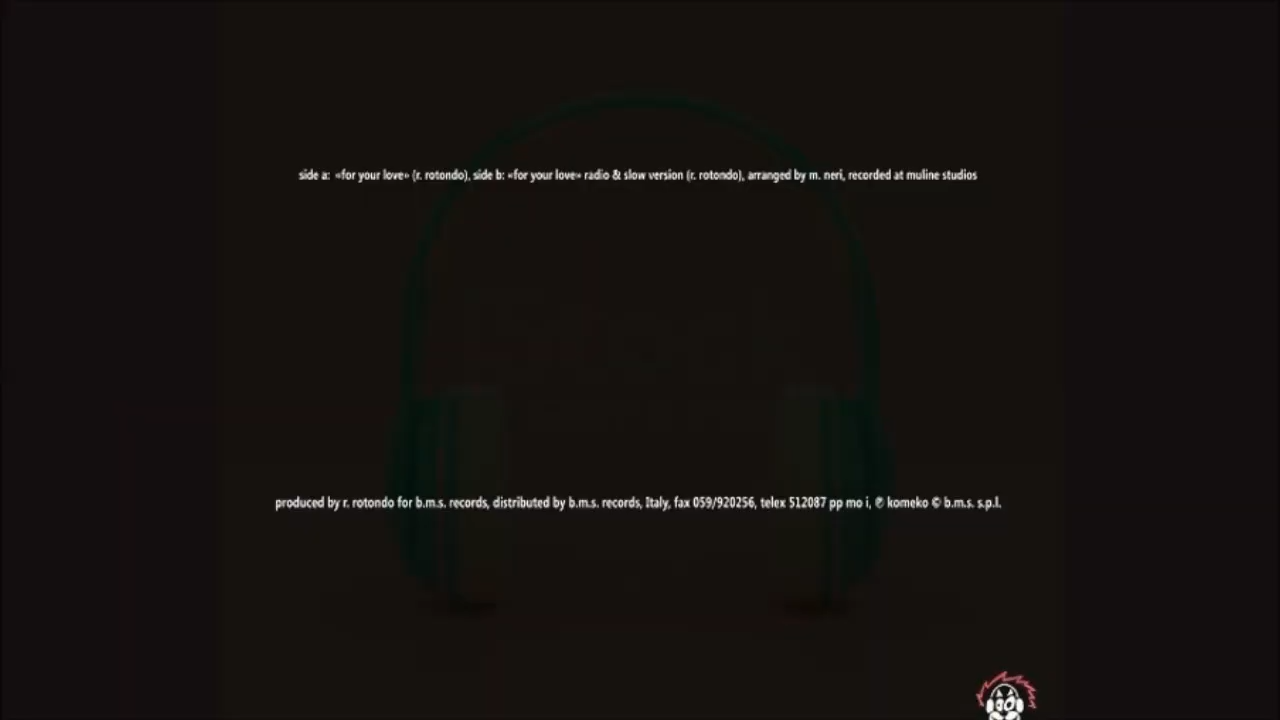 side a: «for your love» (r. rotondo), side b: «for your love» radio & slow version (r. rotondo), arranged by m. neri, recorded at muline studios
produced by r. rotondo for b.m.s. records, distributed by b.m.s. records, Italy, fax 059/920256, telex 512087 pp mo i, ℗ komeko © b.m.s. s.p.l.